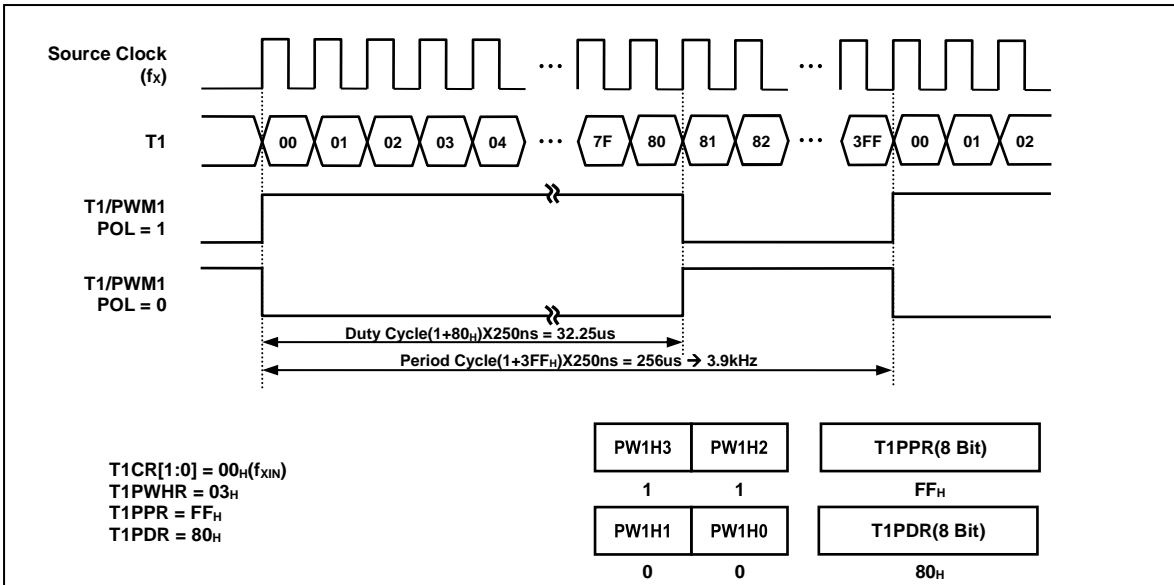 Source Clock
(fX)
T1
00 01 02 03 04 ··· 7F 80 81 82 ··· 3FF 00 01 02
T1/PWM1
POL = 1
T1/PWM1
POL = 0
Duty Cycle(1+80H)X250ns = 32.25us
Period Cycle(1+3FFH)X250ns = 256us → 3.9kHz
T1CR[1:0] = 00H(fXIN)
T1PWHR = 03H
T1PPR = FFH
T1PDR = 80H
PW1H3 PW1H2 T1PPR(8 Bit)
1 1 FFH
PW1H1 PW1H0 T1PDR(8 Bit)
0 0 80H